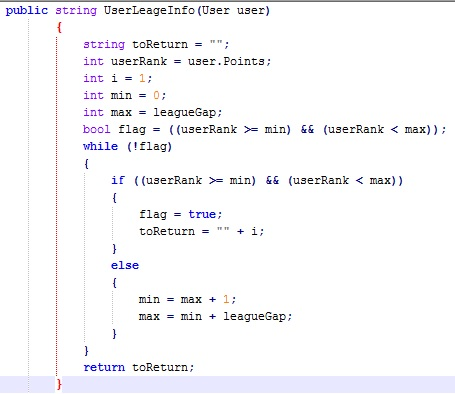 public string UserLeageInfo(User user)
{
string toReturn = "";
int userRank = user.Points;
int i = 1;
int min = 0;
int max = leagueGap;
bool flag = ((userRank >= min) && (userRank < max));
while (!flag)
{
if ((userRank >= min) && (userRank < max))
{
flag = true;
toReturn = "" + i;
}
else
{
min = max + 1;
max = min + leagueGap;
}
}
return toReturn;
}